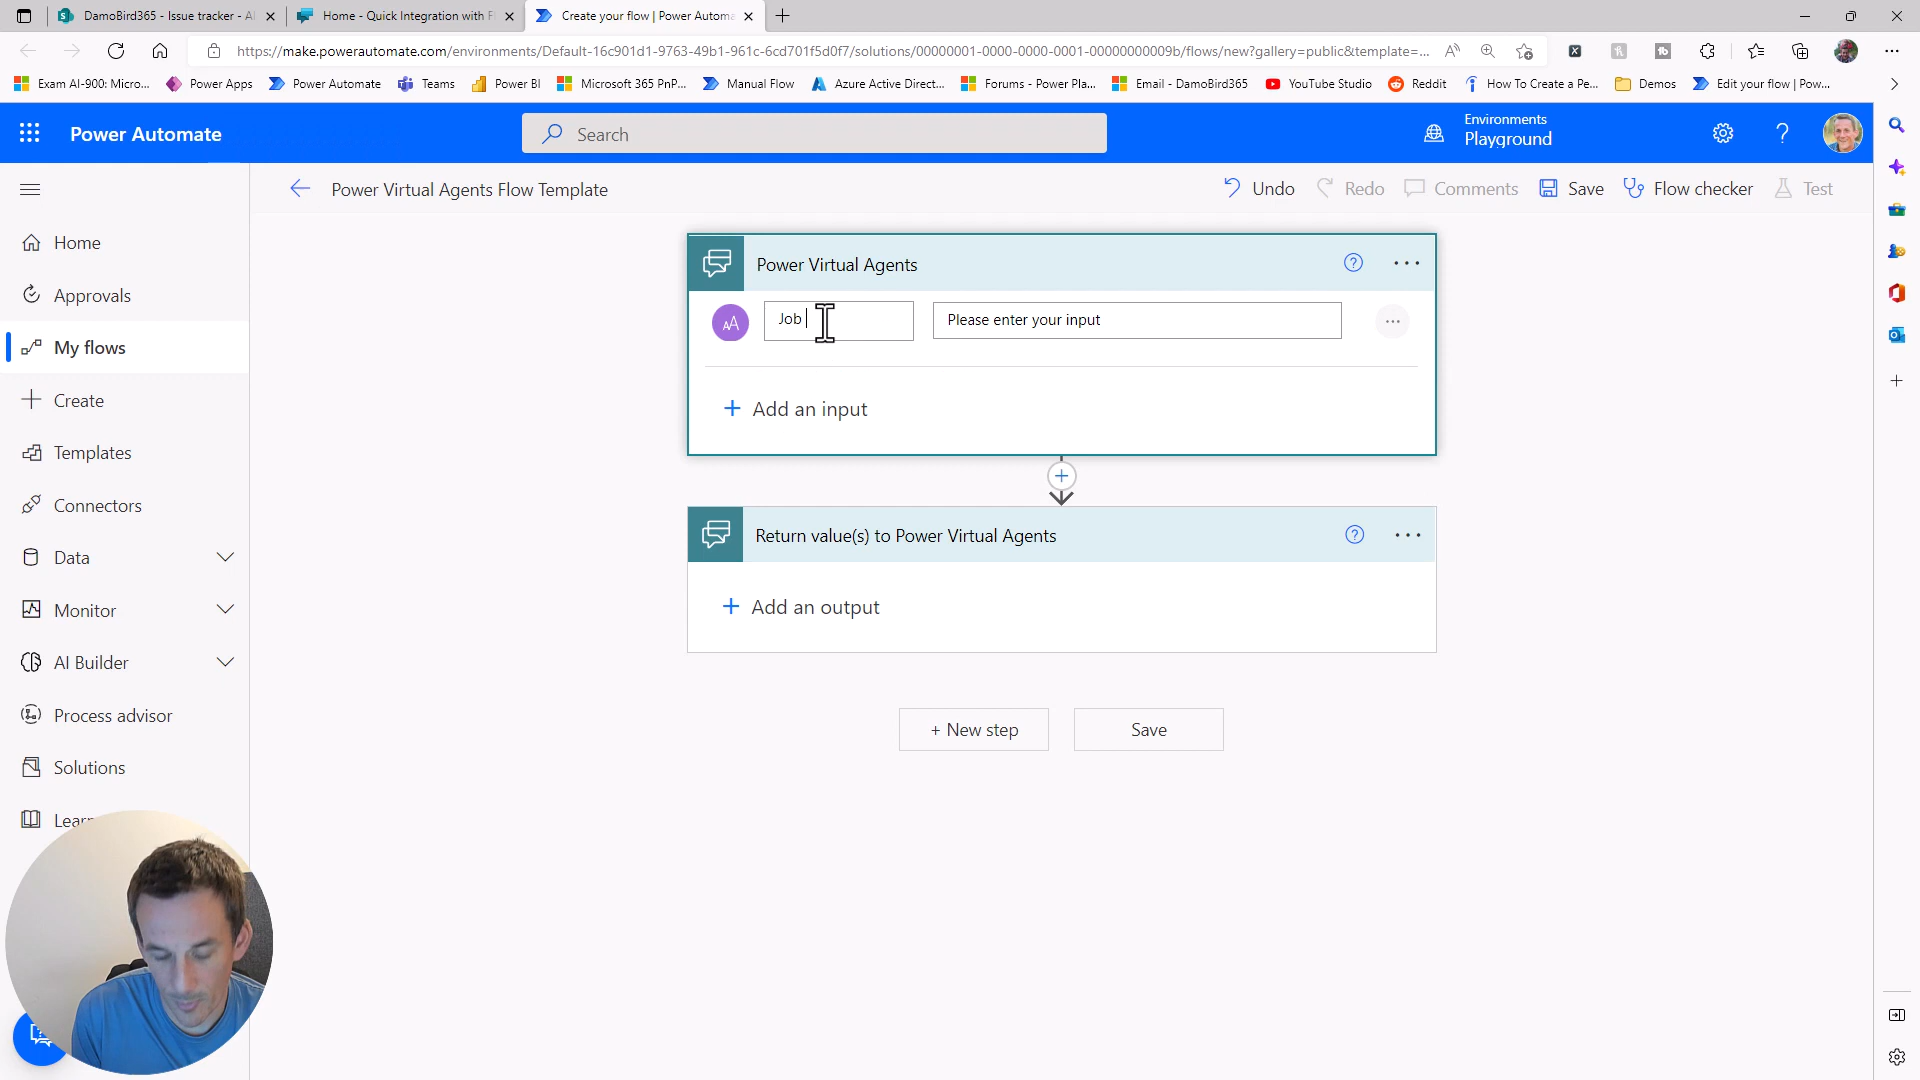 DamoBird365 - Issue tracker - Al
Home - Quick Integration with Fl
Create your flow | Power Automa
https://make.powerautomate.com/environments/Default-16c901d1-9763-49b1-961c-6cd701f5d0f7/solutions/00000001-0000-0000-0001-00000000009b/flows/new?gallery=public&template=...
Exam AI-900: Micro...
Power Apps
Power Automate
Teams
Power BI
Microsoft 365 PnP...
Manual Flow
Azure Active Direct...
Forums - Power Pla...
Email - DamoBird365
YouTube Studio
Reddit
How To Create a Pe...
Demos
Edit your flow | Pow...
Power Automate
Search
Environments
Playground
Power Virtual Agents Flow Template
Undo
Redo
Comments
Save
Flow checker
Test
Home
Approvals
My flows
Create
Templates
Connectors
Data
Monitor
AI Builder
Process advisor
Solutions
Learn
Power Virtual Agents
Job
Please enter your input
+ Add an input
Return value(s) to Power Virtual Agents
+ Add an output
+ New step
Save